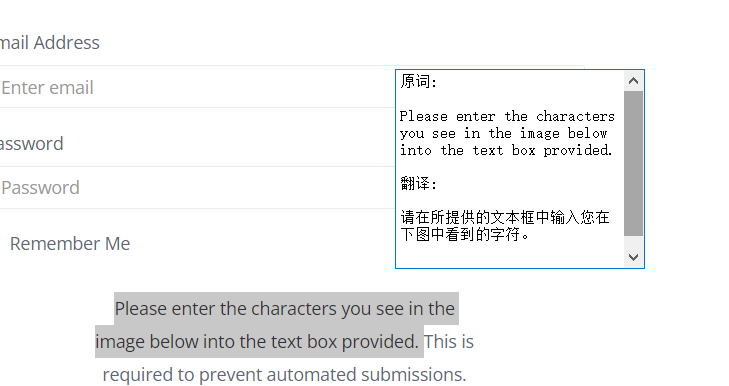 mail Address
Enter email
assword
Password
Remember Me
原词:
Please enter the characters
you see in the image below
into the text box provided.
翻译:
请在所提供的文本框中输入您在
下图中看到的字符。
Please enter the characters you see in the
image below into the text box provided. This is
required to prevent automated submissions.